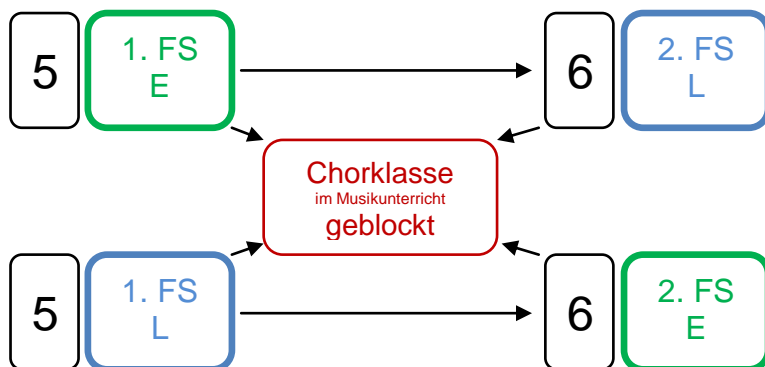 5
1. FS
E
6
2. FS
L
Chorklasse
im Musikunterricht
geblockt
5
1. FS
L
6
2. FS
E